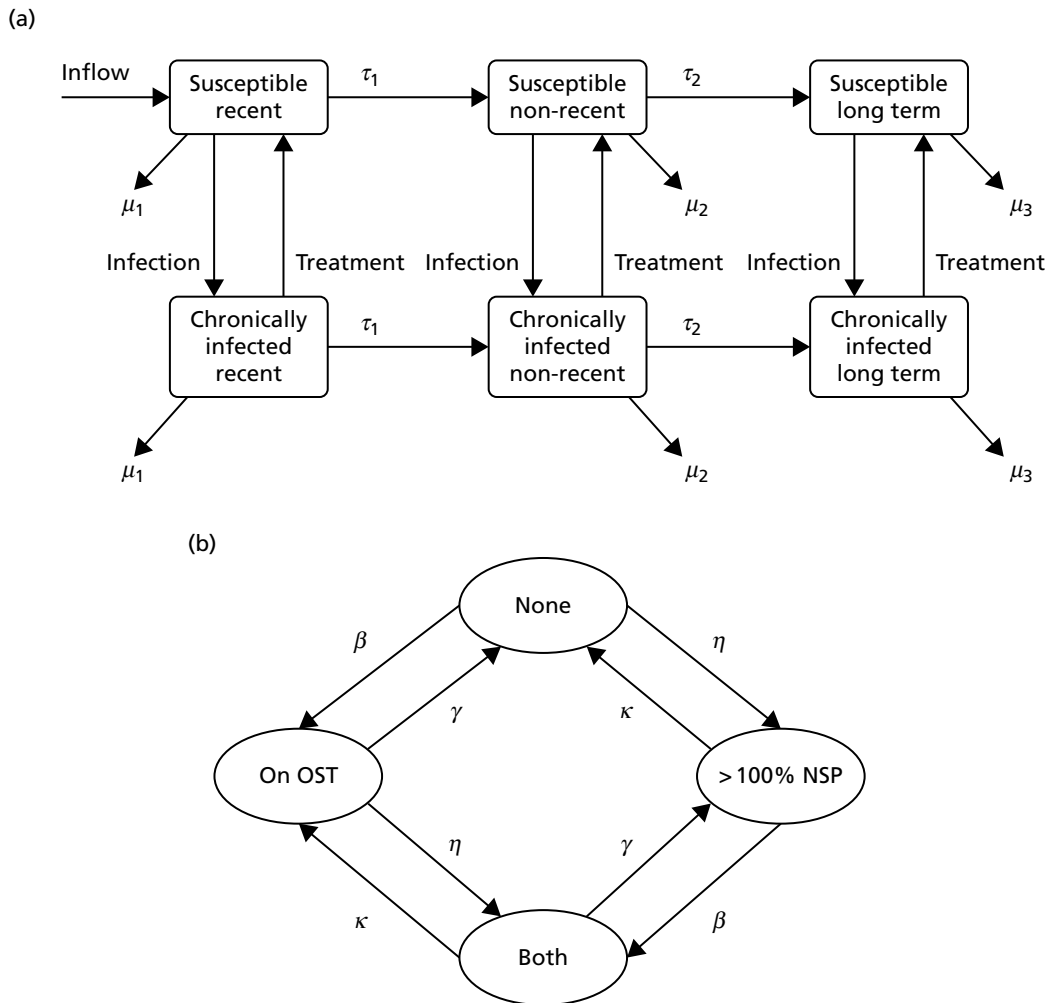 (a)
Inflow
Susceptible
recent
τ1
Susceptible
non-recent
τ2
Susceptible
long term
μ1
μ2
μ3
Infection
Treatment
Infection
Treatment
Infection
Treatment
Chronically
infected
recent
τ1
Chronically
infected
non-recent
τ2
Chronically
infected
long term
μ1
μ2
μ3
(b)
None
β
η
γ
κ
On OST
>100% NSP
η
γ
κ
β
Both